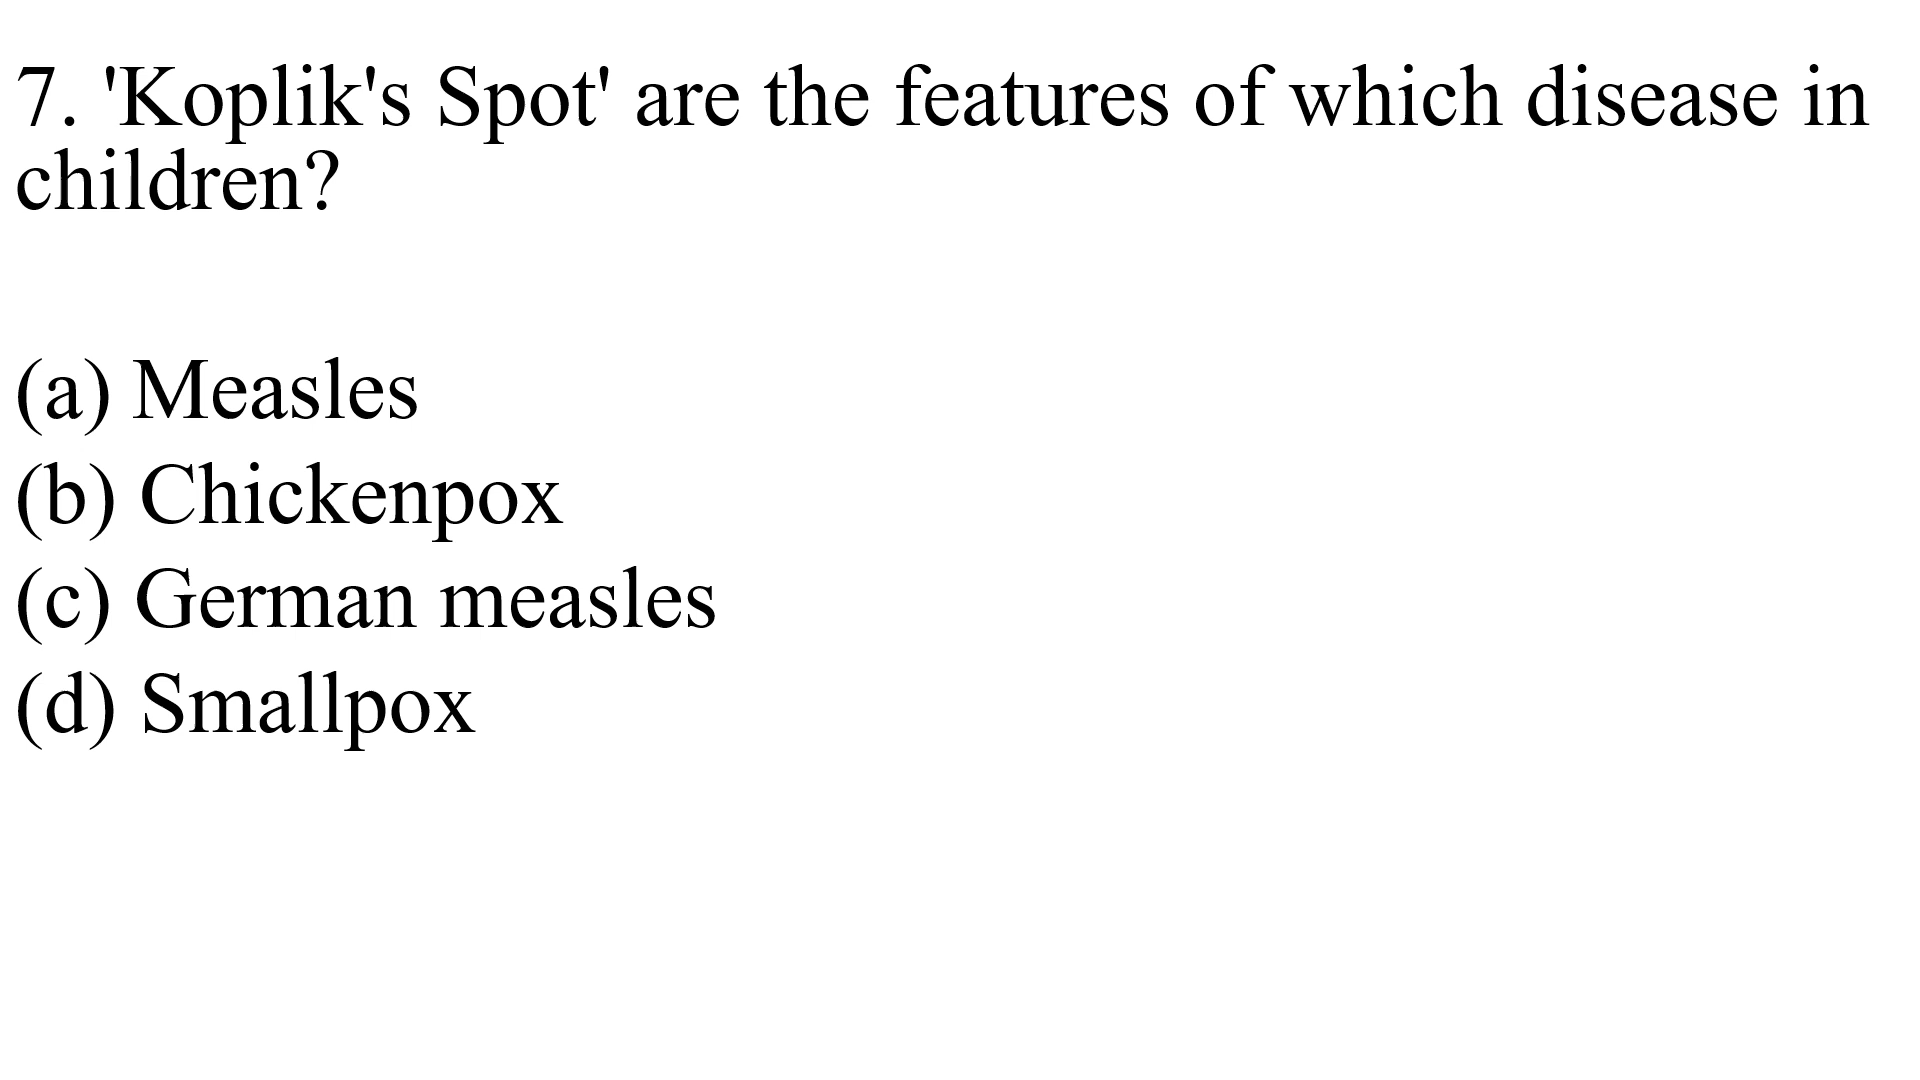 7. 'Koplik's Spot' are the features of which disease in
children?
(a) Measles
(b) Chickenpox
(c) German measles
(d) Smallpox